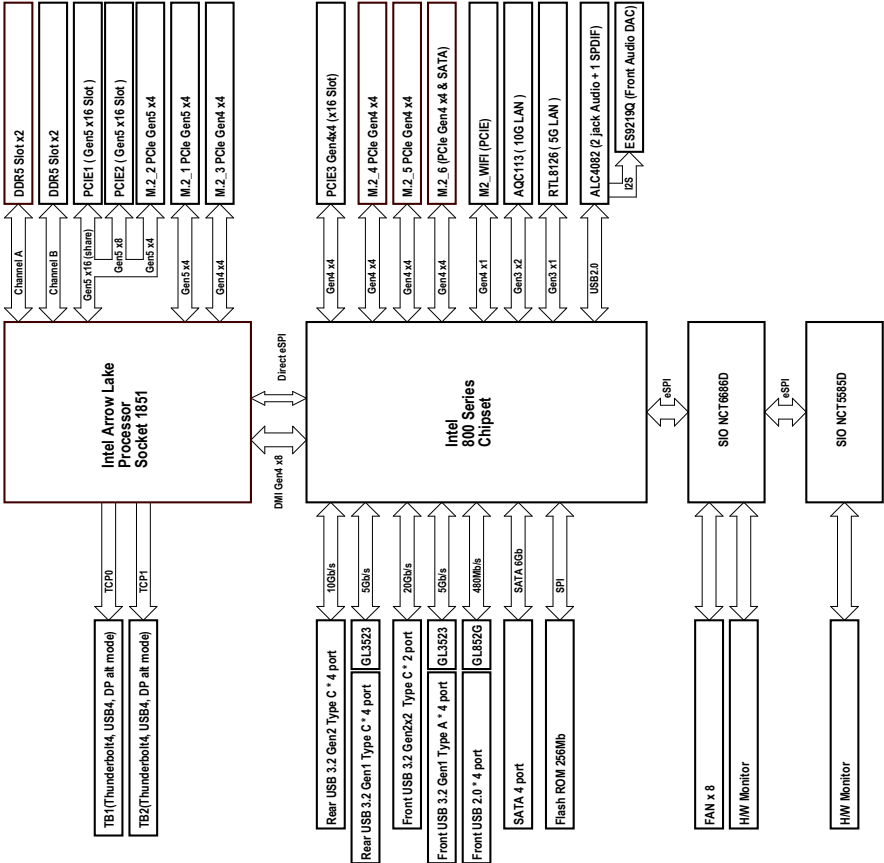 DDR5 Slot x2
DDR5 Slot x2
PCIE1 ( Gen5 x16 Slot )
PCIE2 ( Gen5 x16 Slot)
M.2_2 PCIe Gen5 x4
M.2_1 PCIe Gen5 x4
M.2_3 PCIe Gen4 x4
PCIE3 Gen4x4 (x16 Slot)
M.2_4 PCIe Gen4 x4
M.2_5 PCIe Gen4 x4
M.2_6 (PCIe Gen4 x4 & SATA)
M2_WIFI (PCIE)
AQC113 ( 10G LAN )
RTL8126 ( 5G LAN )
ALC4082 (2 jack Audio + 1 SPDIF)
ES9219Q (Front Audio DAC)
I2S
Channel A
Channel B
Gen5 x16 (share)
Gen5 x8
Gen5 x4
Gen5 x4
Gen4 x4
Gen4 x4
Gen4 x4
Gen4 x4
Gen4 x4
Gen4 x1
Gen3 x2
Gen3 x1
USB2.0
Intel Arrow Lake
Processor
Socket 1851
Direct eSPI
DMI Gen4 x8
Intel
800 Series
Chipset
eSPI
SIO NCT6686D
eSPI
SIO NCT5585D
TCP0
TCP1
10Gb/s
5Gb/s
20Gb/s
5Gb/s
480Mb/s
SATA 6Gb
SPI
TB1(Thunderbolt4, USB4, DP alt mode)
TB2(Thunderbolt4, USB4, DP alt mode)
Rear USB 3.2 Gen2 Type C * 4 port
GL3523
Rear USB 3.2 Gen1 Type C * 4 port
Front USB 3.2 Gen2x2 Type C * 2 port
GL3523
Front USB 3.2 Gen1 Type A * 4 port
GL852G
Front USB 2.0 * 4 port
SATA 4 port
Flash ROM 256Mb
FAN x 8
H/W Monitor
H/W Monitor